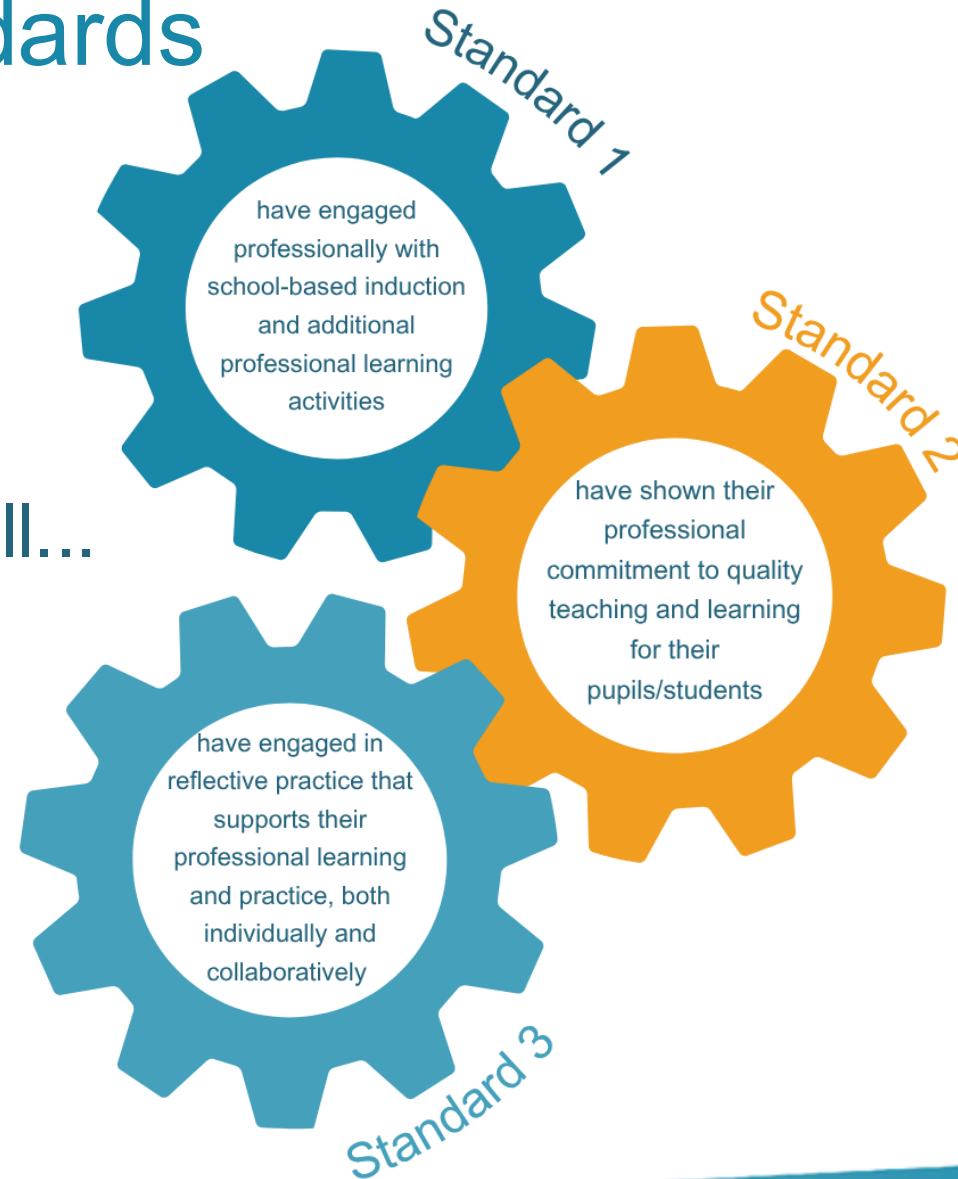 dards
Standard 1
have engaged
professionally with
school-based induction
and additional
professional learning
activities
Standard 2
have shown their
professional
commitment to quality
teaching and learning
for their
pupils/students
ll...
have engaged in
reflective practice that
supports their
professional learning
and practice, both
individually and
collaboratively
Standard 3